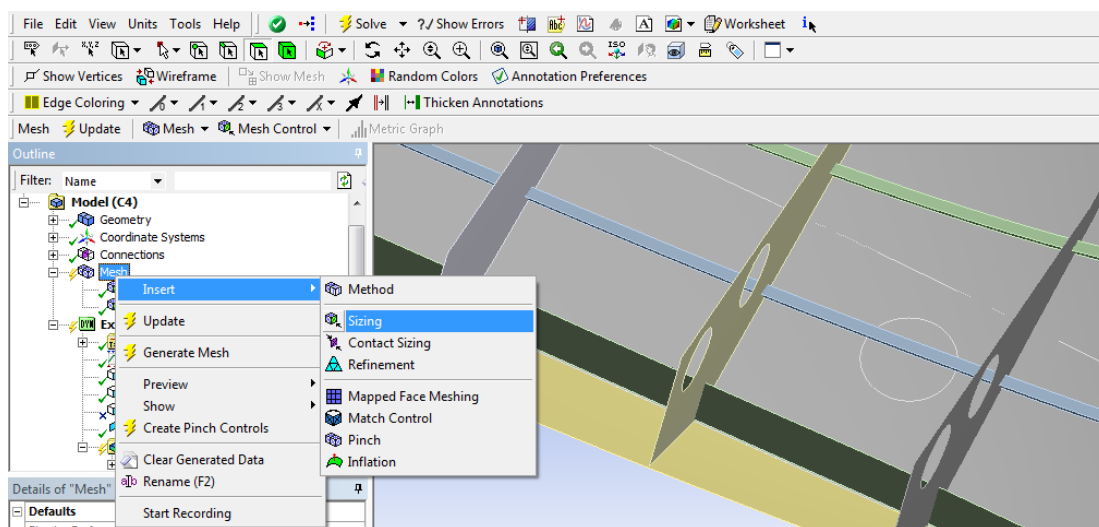 File Edit View Units Tools Help Solve ?/ Show Errors Worksheet
Show Vertices Wireframe Show Mesh Random Colors Annotation Preferences
Edge Coloring Thicken Annotations
Mesh Update Mesh Mesh Control Metric Graph
Outline
Filter: Name
Model (C4)
Geometry
Coordinate Systems
Connections
Mesh
Insert
Update
Generate Mesh
Preview
Show
Create Pinch Controls
Clear Generated Data
Rename (F2)
Start Recording
Method
Sizing
Contact Sizing
Refinement
Mapped Face Meshing
Match Control
Pinch
Inflation
Ex
Details of "Mesh"
Defaults